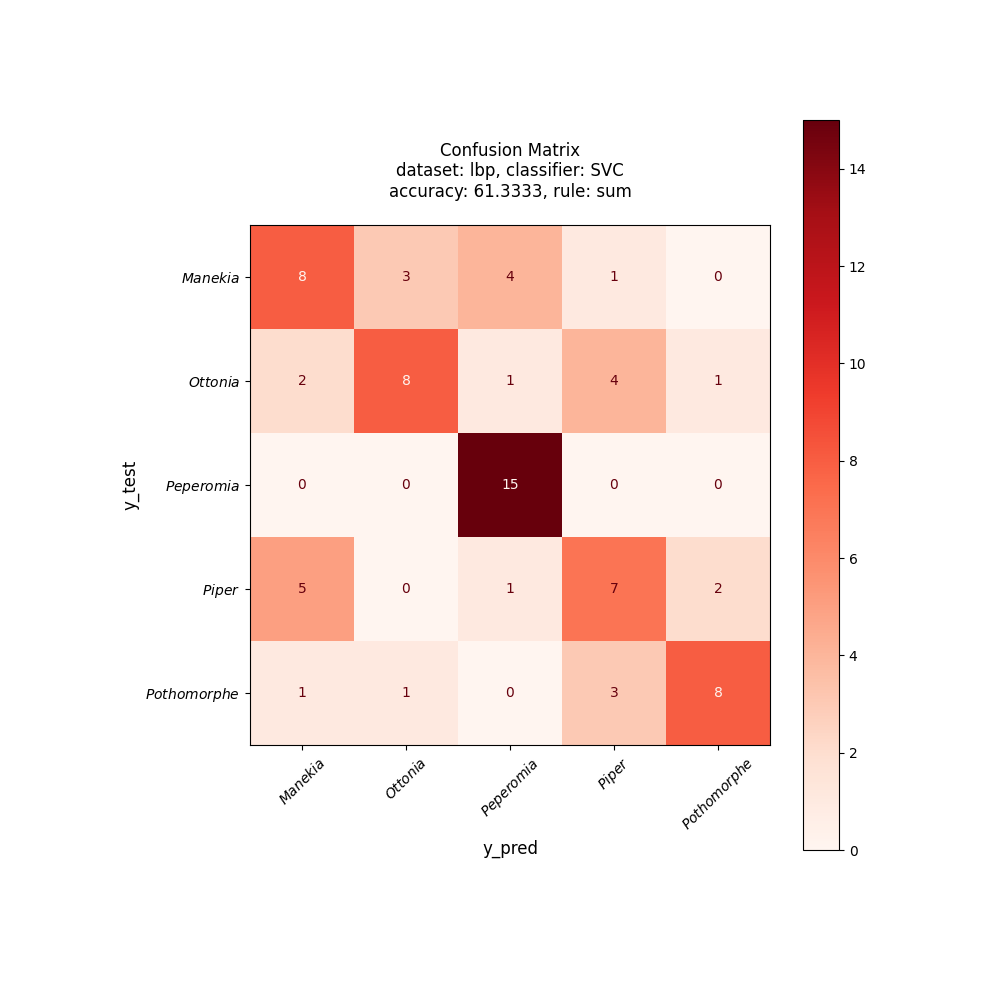 Confusion Matrix
dataset: lbp, classifier: SVC
accuracy: 61.3333, rule: sum
Manekia 8 3 4 1 0
Ottonia 2 8 1 4 1
Peperomia 0 0 15 0 0
Piper 5 0 1 7 2
Pothomorphe 1 1 0 3 8
Manekia Ottonia Peperomia Piper Pothomorphe
y_pred
y_test
14
12
10
8
6
4
2
0